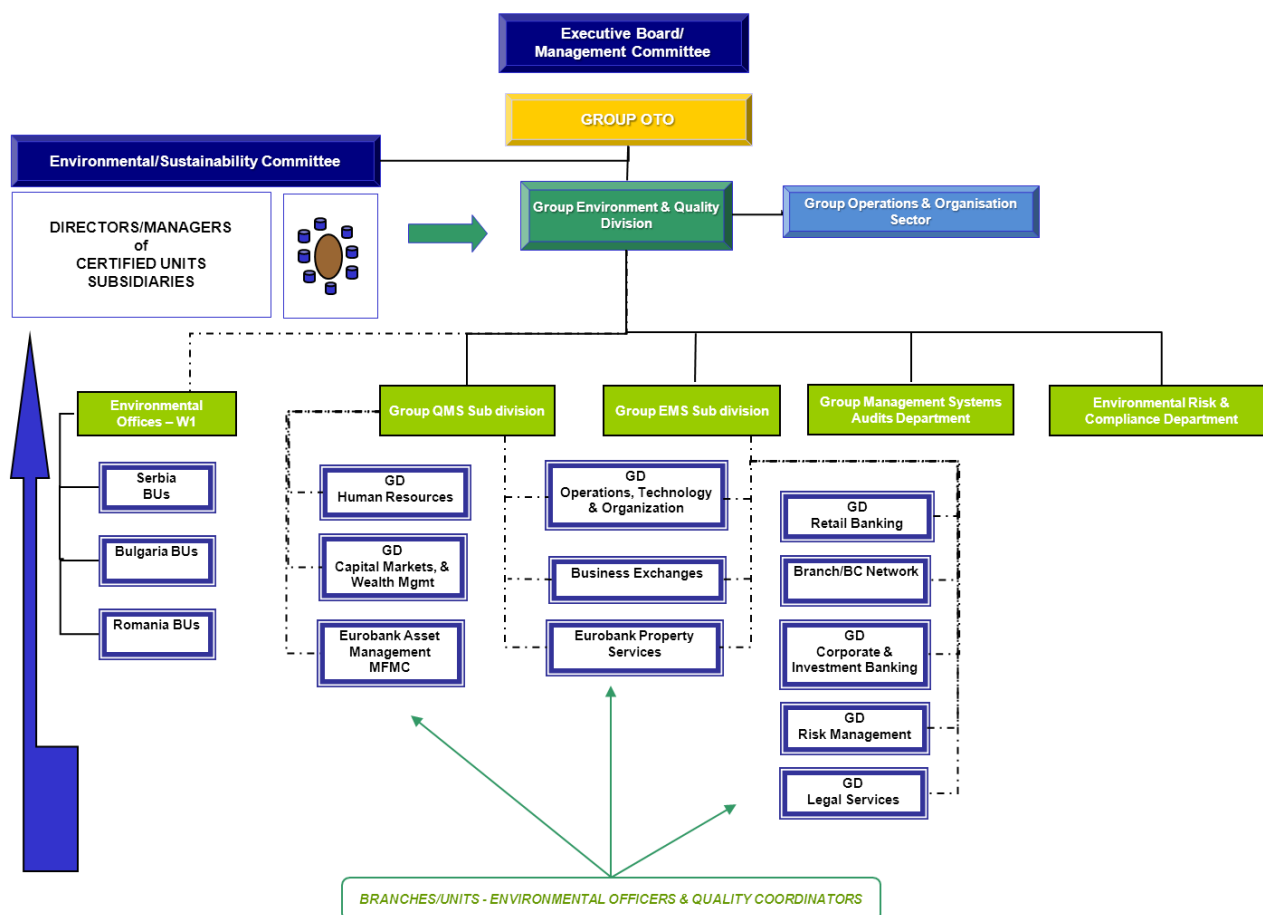 Executive Board/
Management Committee
GROUP OTO
Environmental/Sustainability Committee
DIRECTORS/MANAGERS
of
CERTIFIED UNITS
SUBSIDIARIES
Group Environment & Quality
Division
Group Operations & Organisation
Sector
Environmental
Offices – W1
Group QMS Sub division
Group EMS Sub division
Group Management Systems
Audits Department
Environmental Risk &
Compliance Department
Serbia
BUs
Bulgaria BUs
Romania BUs
GD
Human Resources
GD
Capital Markets, &
Wealth Mgmt
Eurobank Asset
Management
MFMC
GD
Operations, Technology
& Organization
Business Exchanges
Eurobank Property
Services
GD
Retail Banking
Branch/BC Network
GD
Corporate &
Investment Banking
GD
Risk Management
GD
Legal Services
BRANCHES/UNITS - ENVIRONMENTAL OFFICERS & QUALITY COORDINATORS